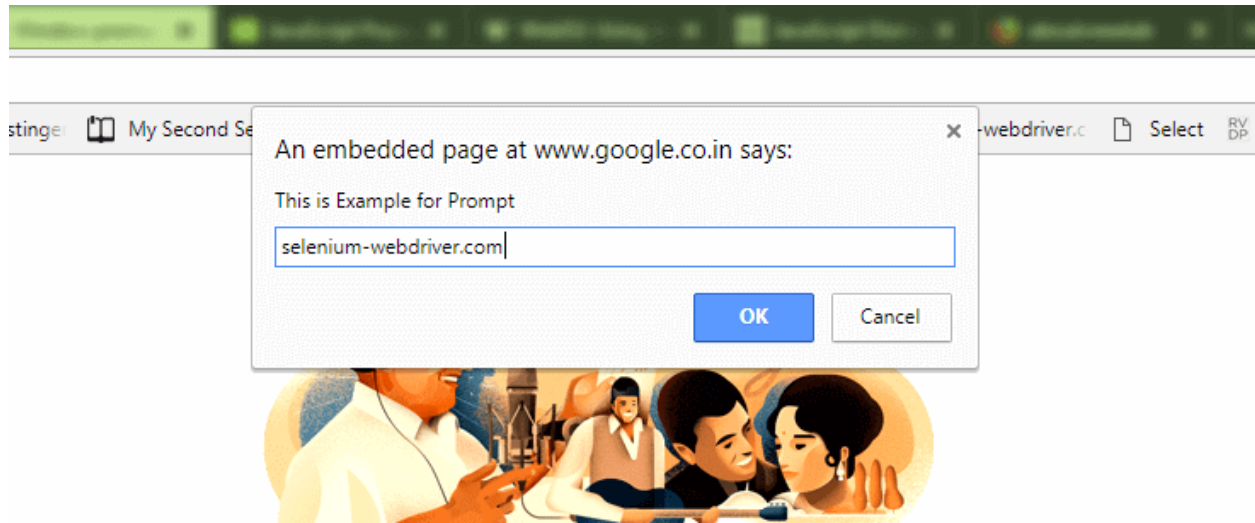 stinger My Second Se -webdriver.c Select RV DP
An embedded page at www.google.co.in says:
This is Example for Prompt
selenium-webdriver.com
OK Cancel